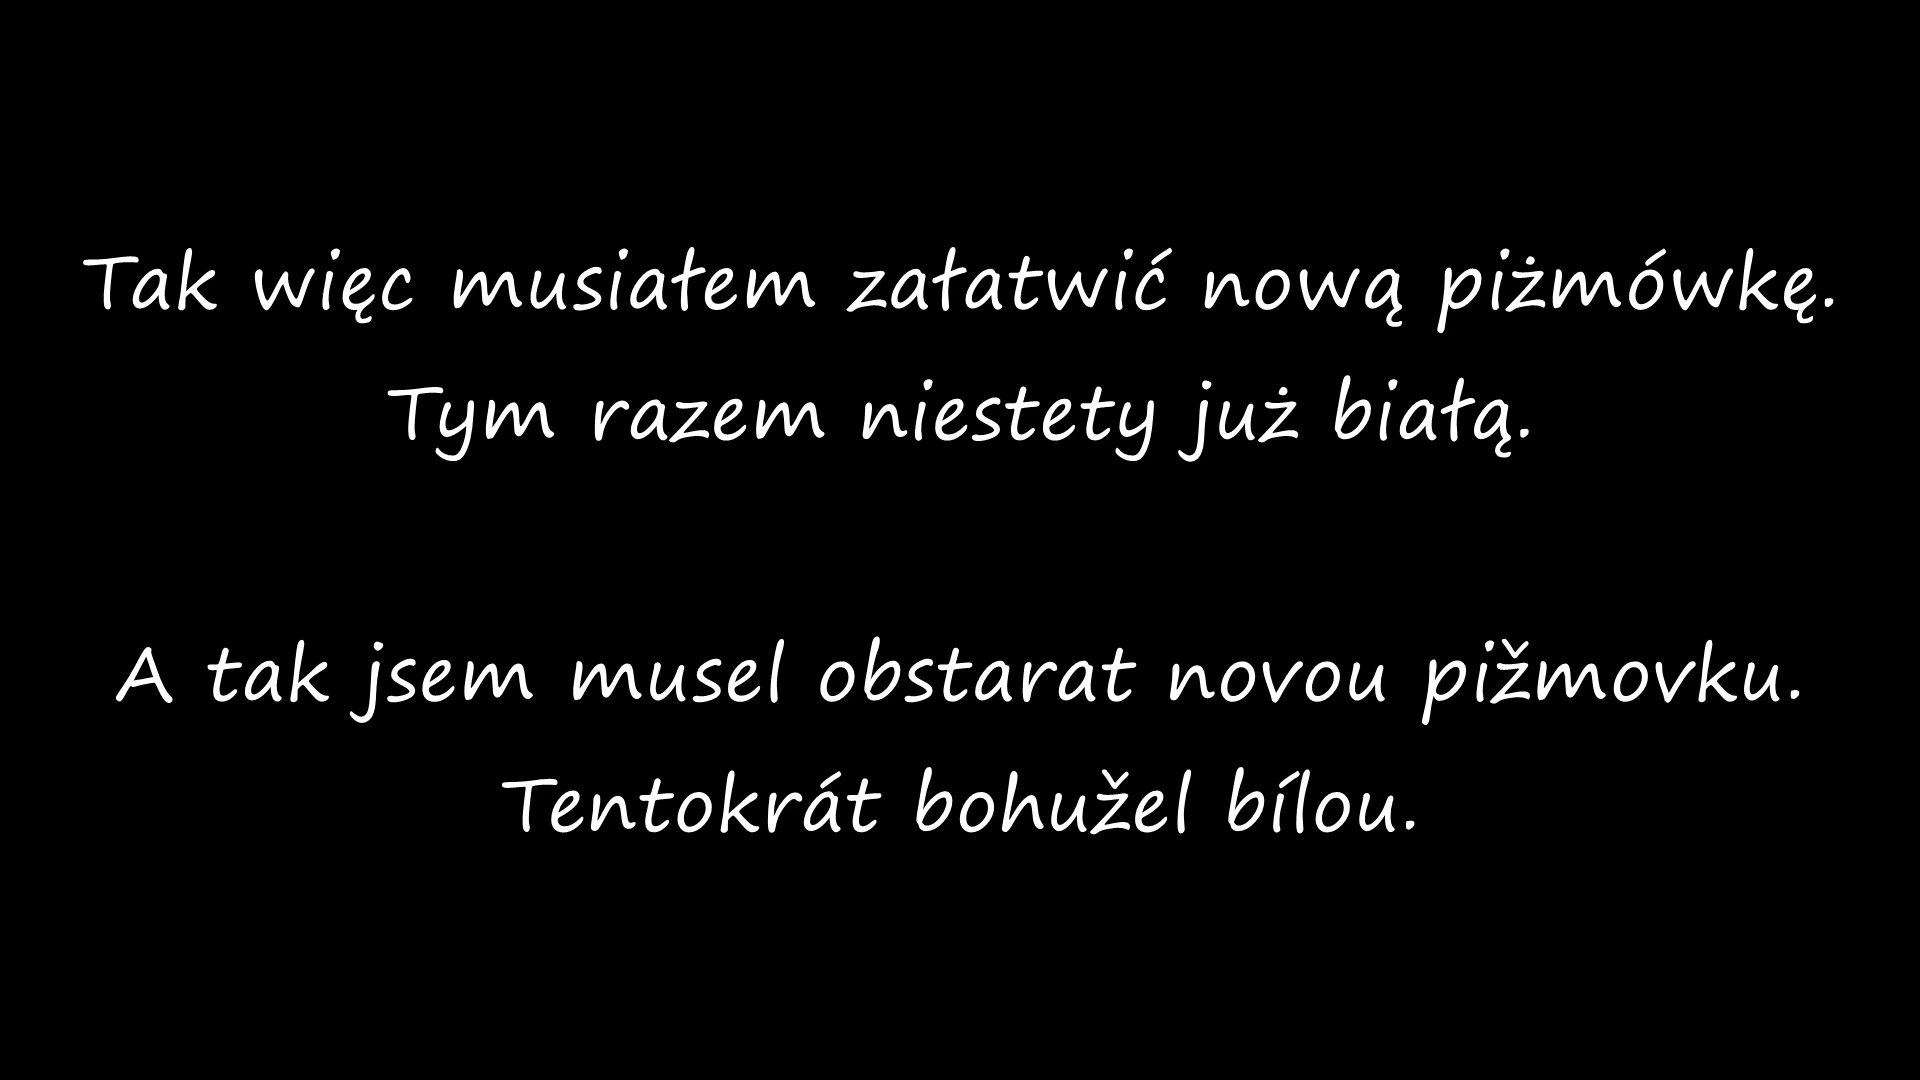 Tak więc musiałem załatwić nową piżmówkę.
Tym razem niestety już białą.
A tak jsem musel obstarat novou pižmovku.
Tentokrát bohužel bílou.